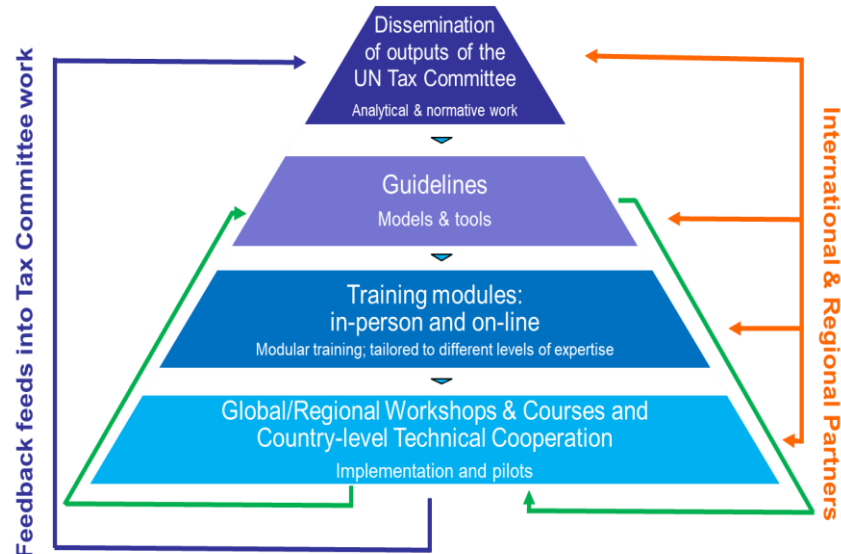 Dissemination
of outputs of the
UN Tax Committee
Analytical & normative work
Guidelines
Models & tools
Training modules:
in-person and on-line
Modular training; tailored to different levels of expertise
Global/Regional Workshops & Courses and
Country-level Technical Cooperation
Implementation and pilots
Feedback feeds into Tax Committee work
International & Regional Partners